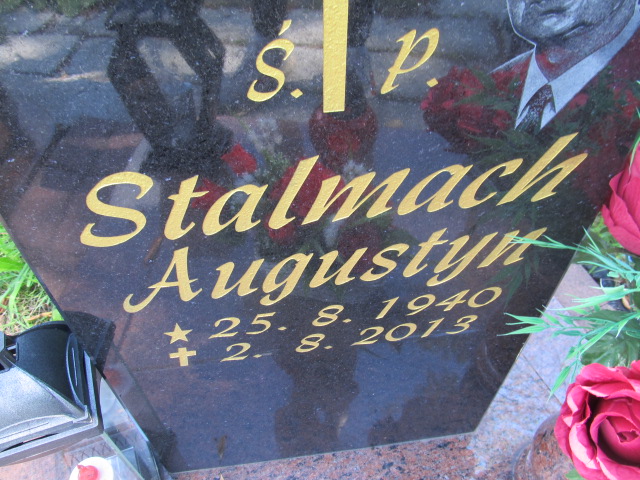 ś. p.
Stalmach
Augustyn
★ 25. 8. 1940
✝ 2. 8. 2013